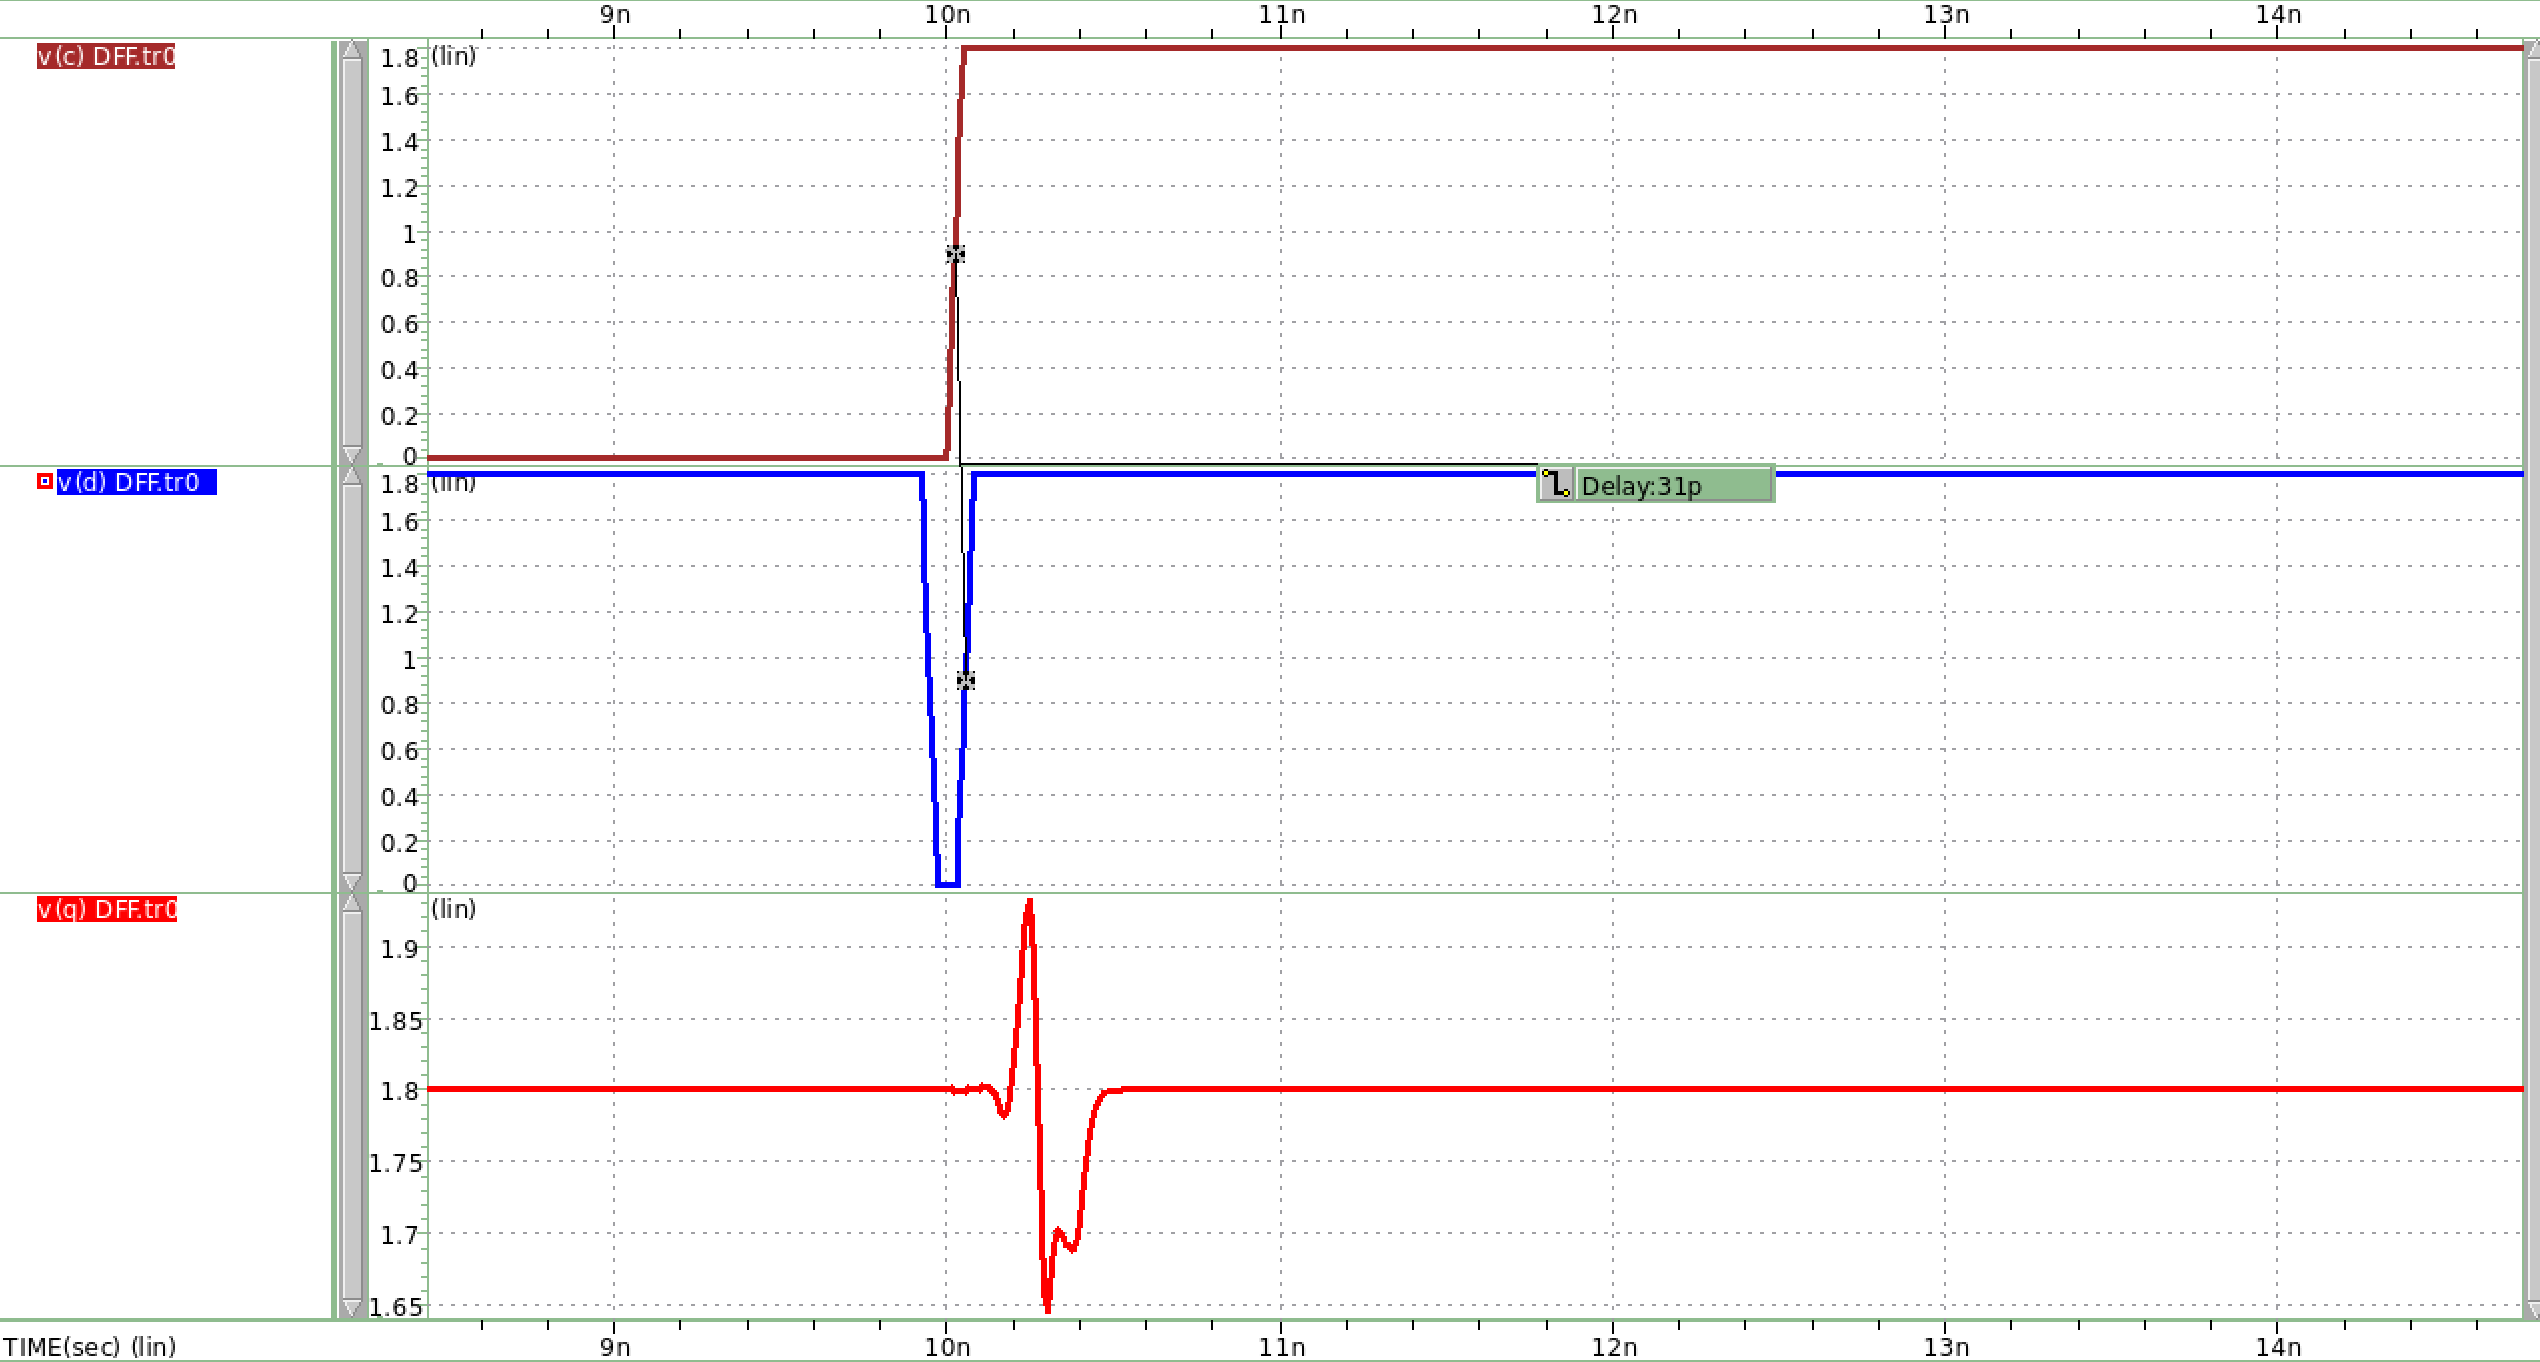 9n 10n 11n 12n 13n 14n
v(c) DFF.tr0
(lin)
1.8
1.6
1.4
1.2
1
0.8
0.6
0.4
0.2
0
v(d) DFF.tr0
(lin)
Delay:31p
1.8
1.6
1.4
1.2
1
0.8
0.6
0.4
0.2
0
v(q) DFF.tr0
(lin)
1.9
1.85
1.8
1.75
1.7
1.65
TIME(sec) (lin) 9n 10n 11n 12n 13n 14n